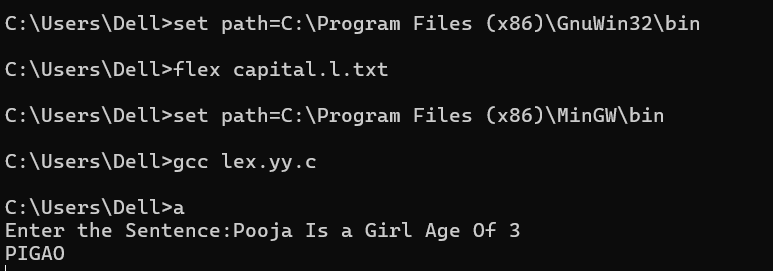 C:\Users\Dell>set path=C:\Program Files (x86)\GnuWin32\bin
C:\Users\Dell>flex capital.l.txt
C:\Users\Dell>set path=C:\Program Files (x86)\MinGW\bin
C:\Users\Dell>gcc lex.yy.c
C:\Users\Dell>a
Enter the Sentence:Pooja Is a Girl Age Of 3
PIGAO